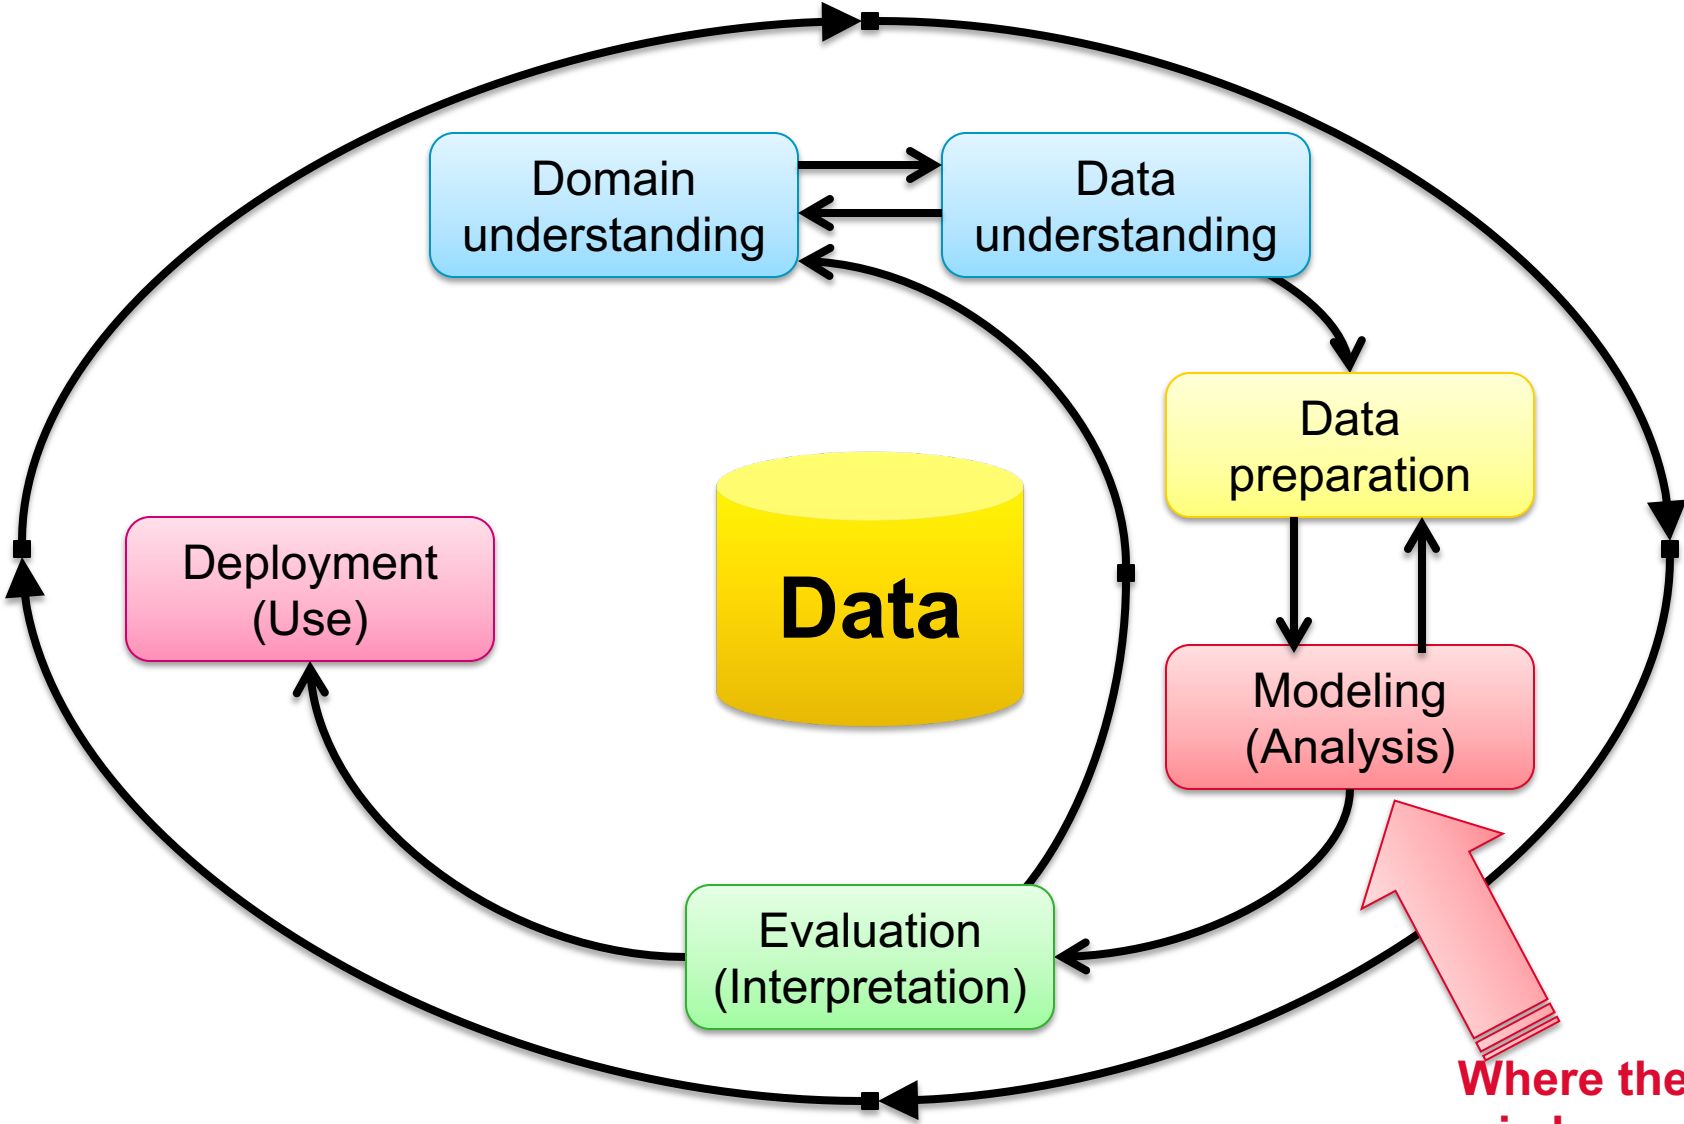 Domain
understanding
Data
understanding
Data
preparation
Deployment
(Use)
Data
Modeling
(Analysis)
Evaluation
(Interpretation)
Where the